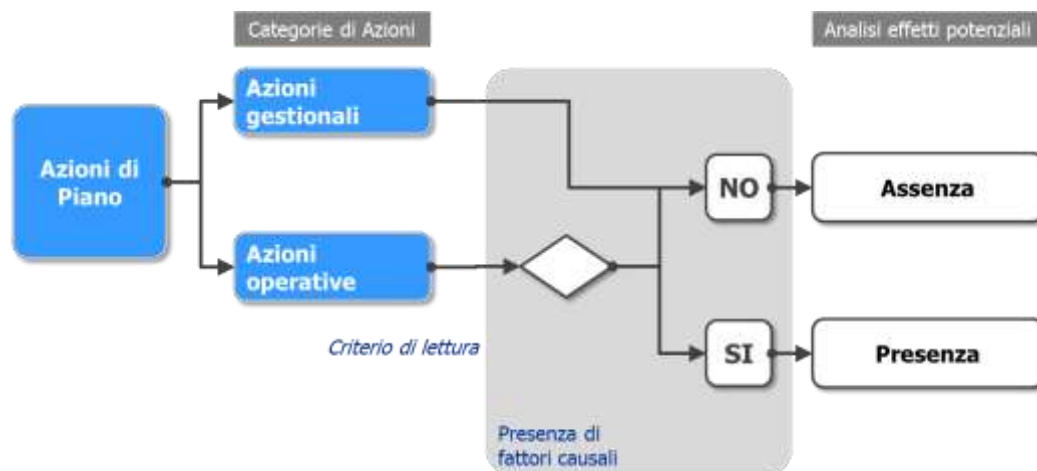 Categorie di Azioni
Analisi effetti potenziali
Azioni
gestionali
Azioni di
Piano
NO
Assenza
Azioni
operative
Criterio di lettura
SI
Presenza
Presenza di
fattori causali